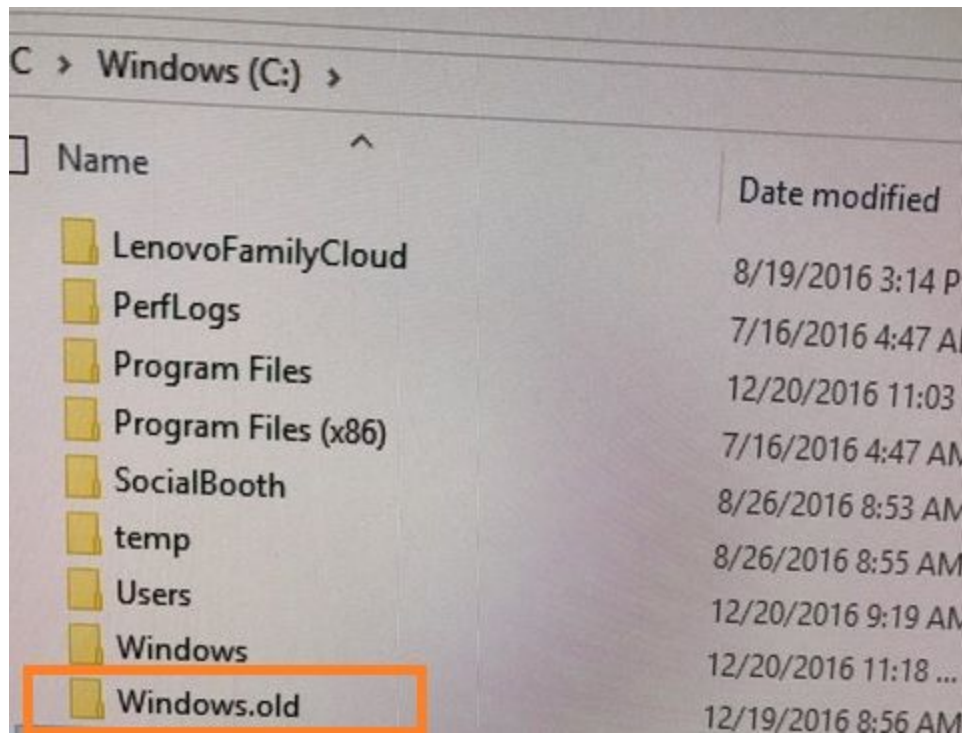 C > Windows (C:) >
Name Date modified
LenovoFamilyCloud 8/19/2016 3:14 P
PerfLogs 7/16/2016 4:47 A
Program Files 12/20/2016 11:03
Program Files (x86) 7/16/2016 4:47 AM
SocialBooth 8/26/2016 8:53 AM
temp 8/26/2016 8:55 AM
Users 12/20/2016 9:19 AM
Windows 12/20/2016 11:18 ...
Windows.old 12/19/2016 8:56 AM